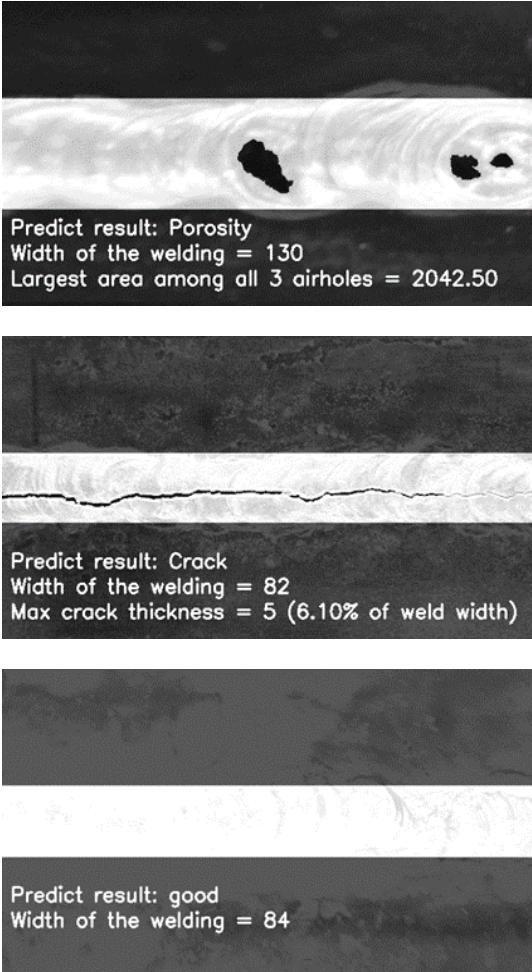 Predict result: Porosity
Width of the welding = 130
Largest area among all 3 airholes = 2042.50
Predict result: Crack
Width of the welding = 82
Max crack thickness = 5 (6.10% of weld width)
Predict result: good
Width of the welding = 84